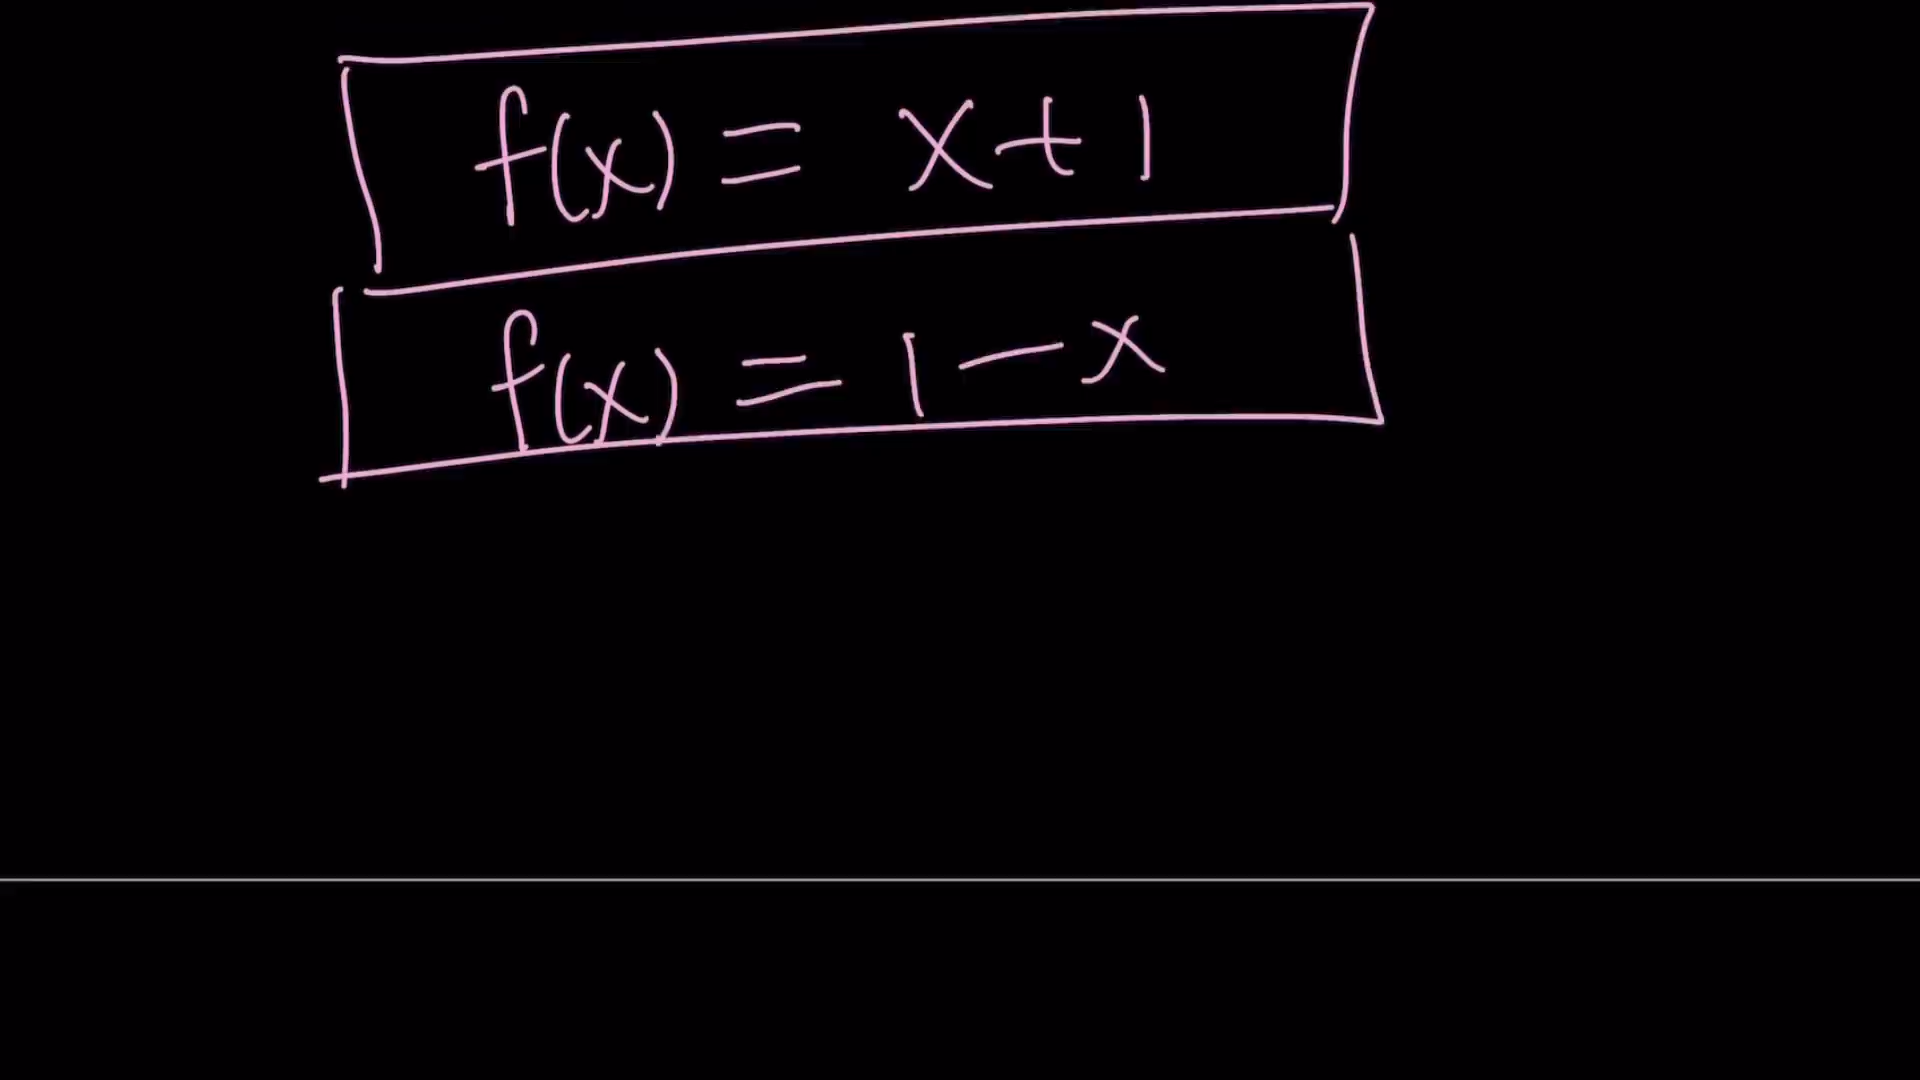 f(x) = x+1
f(x) = 1-x